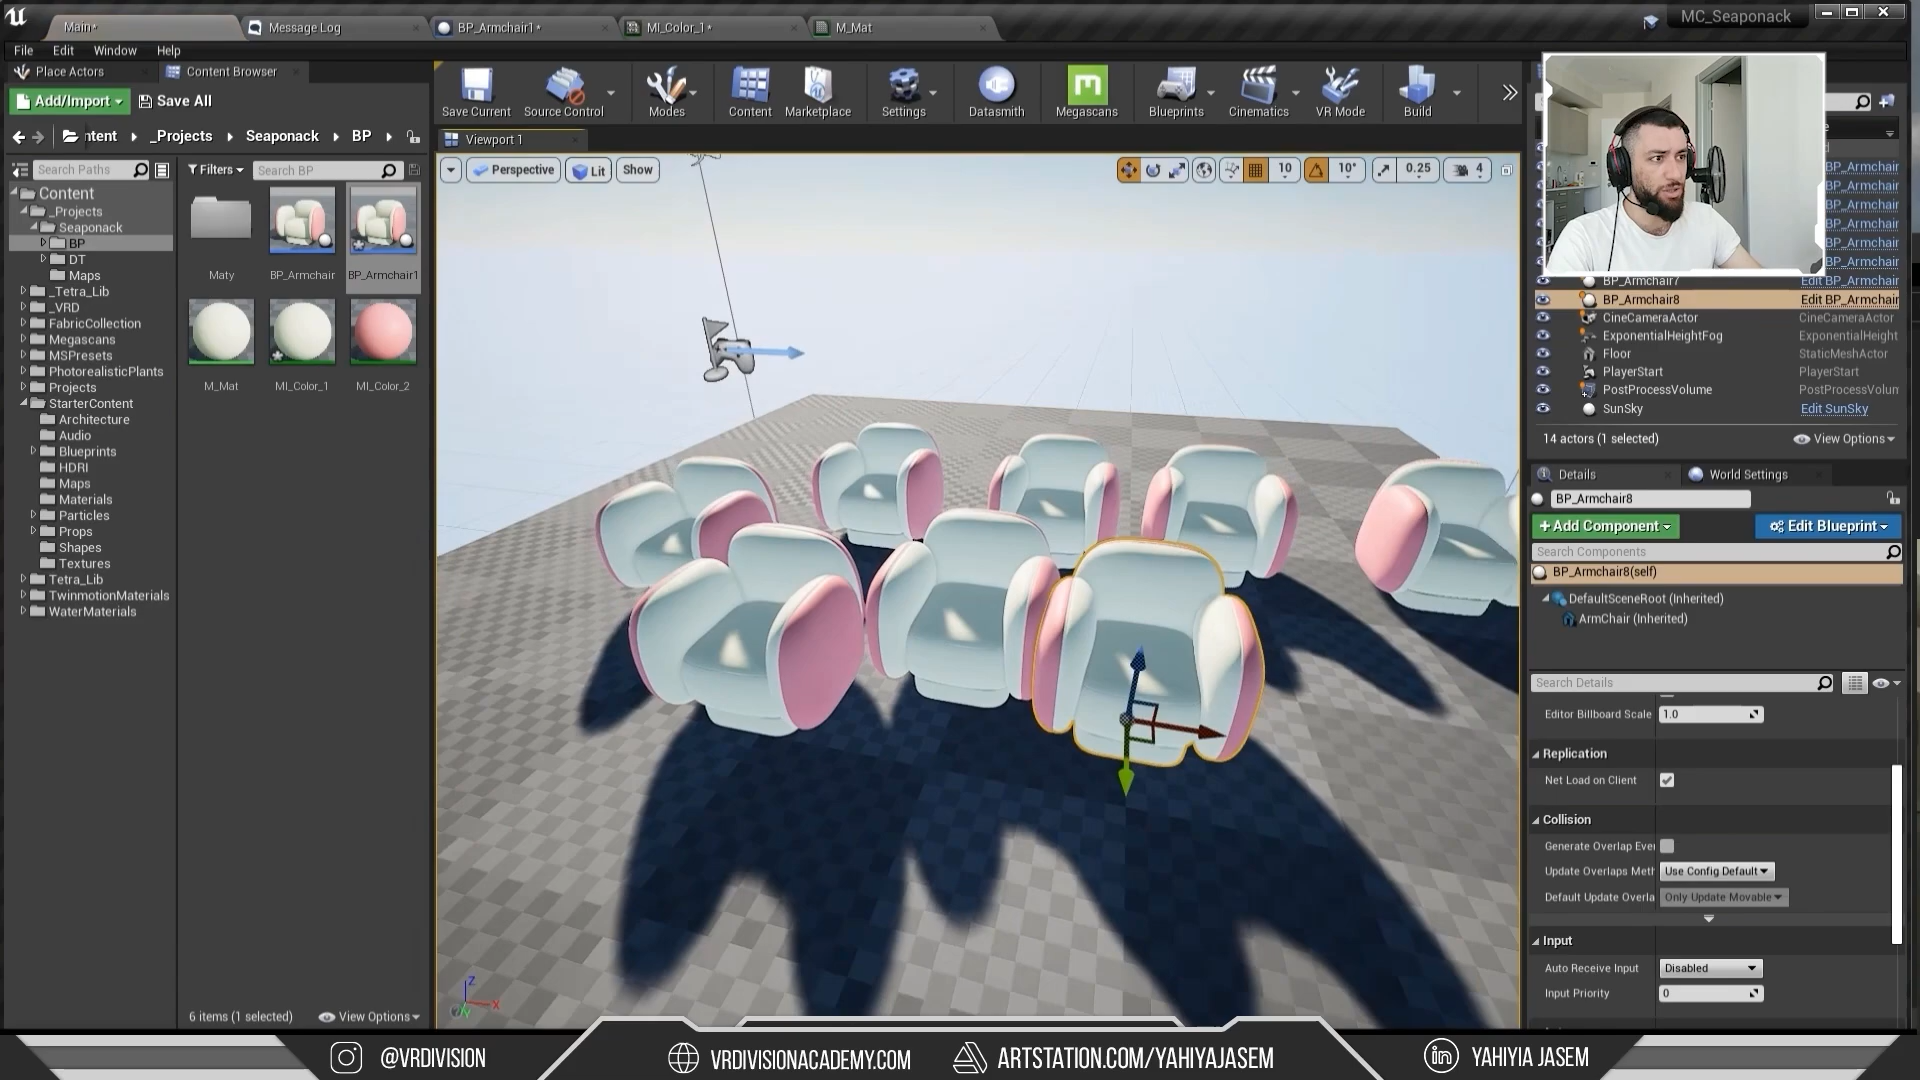 Main*
Message Log
BP_Armchair1*
MI_Color_1*
M_Mat
MC_Seaponack
File Edit Window Help
Place Actors
Content Browser
Add/Import
Save All
ntent _Projects Seaponack BP
Search Paths
Filters
Search BP
Content
_Projects
Seaponack
BP
DT
Maps
_Tetra_Lib
_VRD
FabricCollection
Megascans
MSPresets
PhotorealisticPlants
Projects
StarterContent
Architecture
Audio
Blueprints
HDRI
Maps
Materials
Particles
Props
Shapes
Textures
Tetra_Lib
TwinmotionMaterials
WaterMaterials
Maty
BP_Armchair
BP_Armchair1
M_Mat
MI_Color_1
MI_Color_2
6 items (1 selected)
View Options
Save Current
Source Control
Modes
Content
Marketplace
Settings
Datasmith
Megascans
Blueprints
Cinematics
VR Mode
Build
Viewport 1
Perspective
Lit
Show
10
10°
0.25
4
Z
X
Y
BP_Armchair
BP_Armchair
BP_Armchair
BP_Armchair
BP_Armchair
BP_Armchair
BP_Armchair7 Edit BP_Armchair
BP_Armchair8 Edit BP_Armchair
CineCameraActor CineCameraActor
ExponentialHeightFog ExponentialHeight
Floor StaticMeshActor
PlayerStart PlayerStart
PostProcessVolume PostProcessVolum
SunSky Edit SunSky
14 actors (1 selected)
View Options
Details
World Settings
BP_Armchair8
+Add Component
Edit Blueprint
Search Components
BP_Armchair8(self)
DefaultSceneRoot (Inherited)
ArmChair (Inherited)
Search Details
Editor Billboard Scale 1.0
Replication
Net Load on Client
Collision
Generate Overlap Eve
Update Overlaps Meth Use Config Default
Default Update Overla Only Update Movable
Input
Auto Receive Input Disabled
Input Priority 0
@VRDIVISION
VRDIVISIONACADEMY.COM
ARTSTATION.COM/YAHIYAJASEM
in
YAHIYIA JASEM